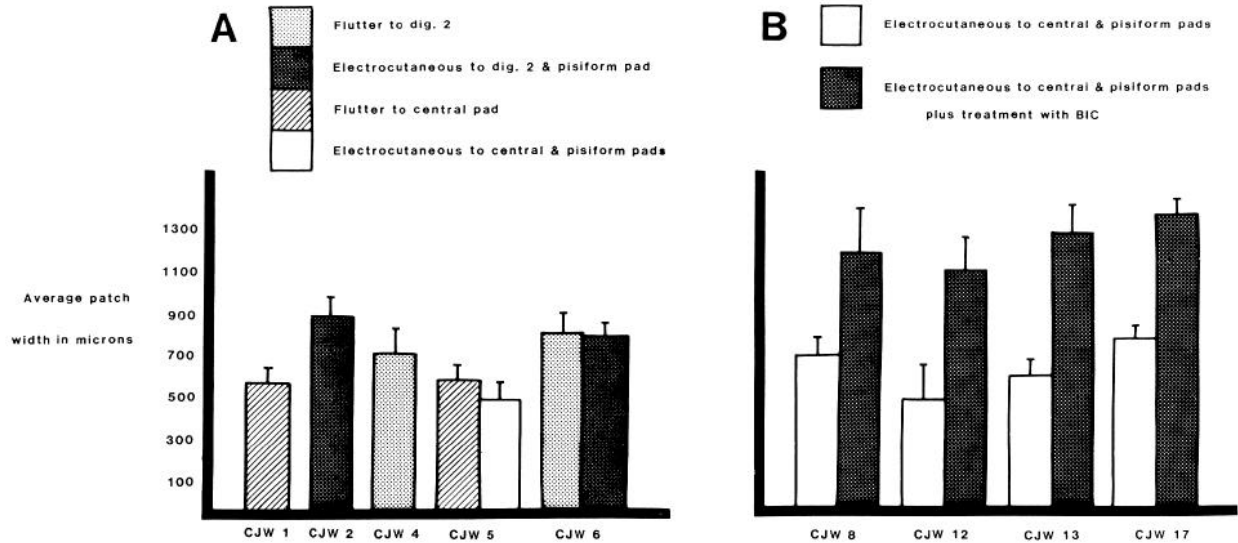 A
Flutter to dig. 2
Electrocutaneous to dig. 2 & pisiform pad
Flutter to central pad
Electrocutaneous to central & pisiform pads
Average patch
width in microns
1300
1100
900
700
500
300
100
CJW 1 CJW 2 CJW 4 CJW 5 CJW 6
B
Electrocutaneous to central & pisiform pads
Electrocutaneous to central & pisiform pads
plus treatment with BIC
CJW 8 CJW 12 CJW 13 CJW 17